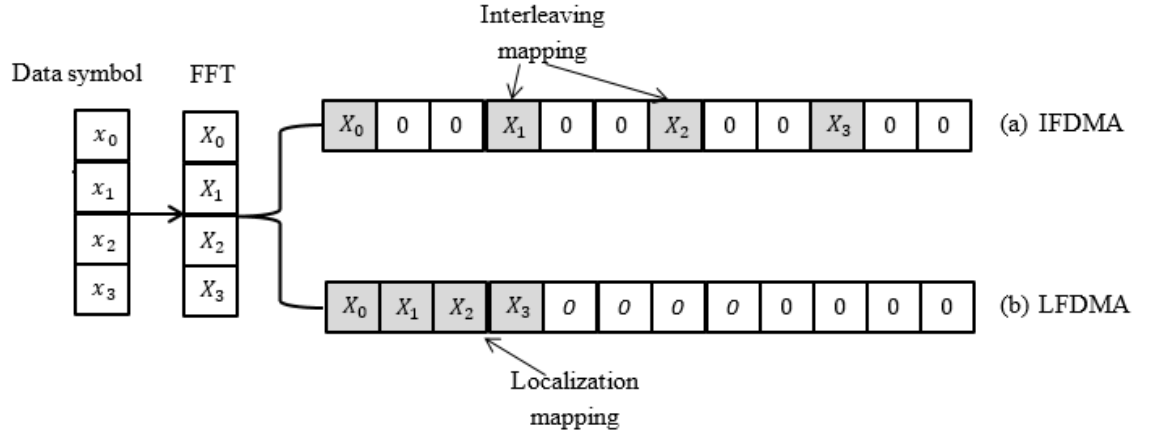 Interleaving
mapping
Data symbol
FFT
x₀
x₁
x₂
x₃
X₀
X₁
X₂
X₃
X₀ 0 0 X₁ 0 0 X₂ 0 0 X₃ 0 0
(a) IFDMA
X₀ X₁ X₂ X₃ 0 0 0 0 0 0 0 0
(b) LFDMA
Localization
mapping